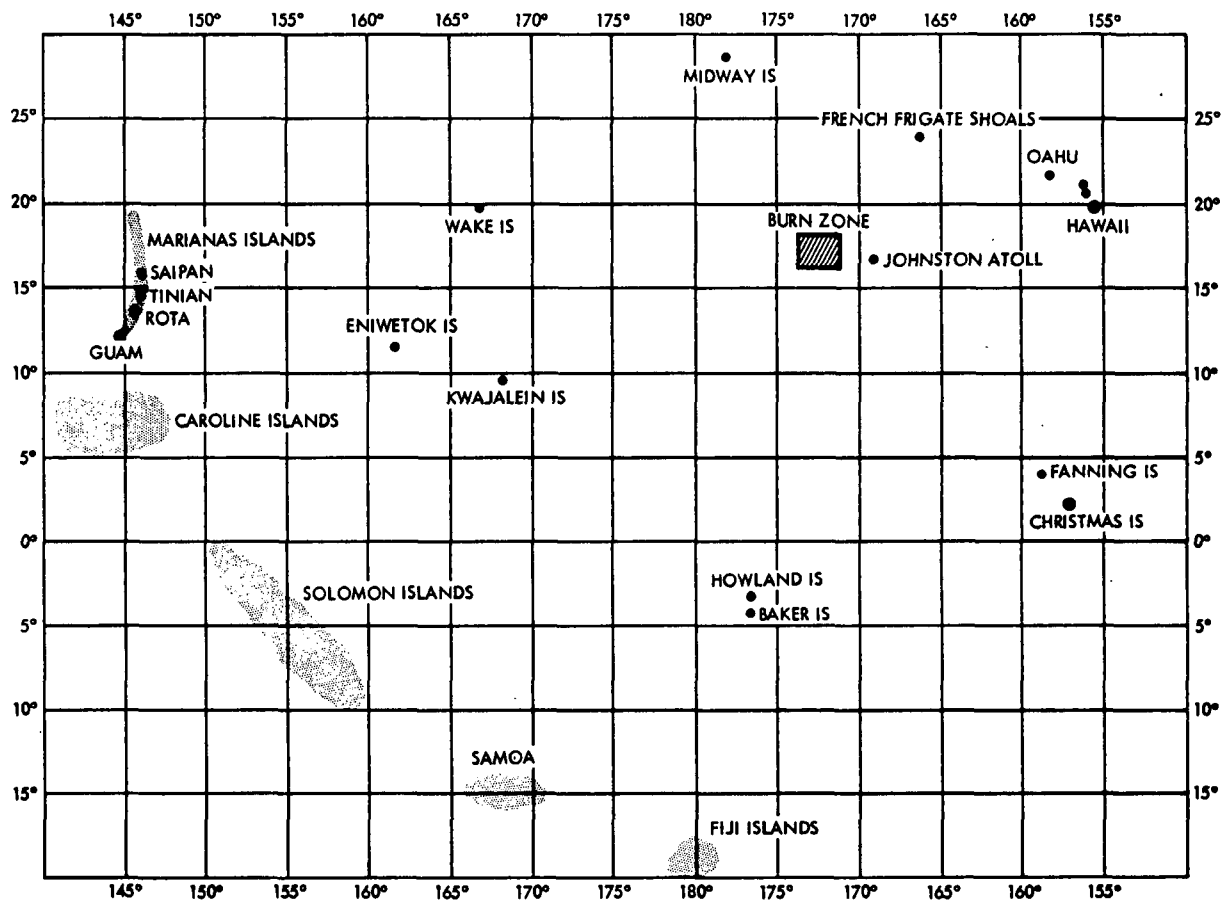 145° 150° 155° 160° 165° 170° 175° 180° 175° 170° 165° 160° 155°
MIDWAY IS
25° FRENCH FRIGATE SHOALS 25°
OAHU
20° 20°
WAKE IS BURN ZONE HAWAII
MARIANAS ISLANDS
SAIPAN JOHNSTON ATOLL
15° TINIAN 15°
ROTA
ENIWETOK IS
GUAM
10° 10°
KWAJALEIN IS
CAROLINE ISLANDS
5° 5°
FANNING IS
CHRISTMAS IS
0° 0°
HOWLAND IS
SOLOMON ISLANDS
BAKER IS
5° 5°
10° 10°
SAMOA
15° 15°
FIJI ISLANDS
145° 150° 155° 160° 165° 170° 175° 180° 175° 170° 165° 160° 155°